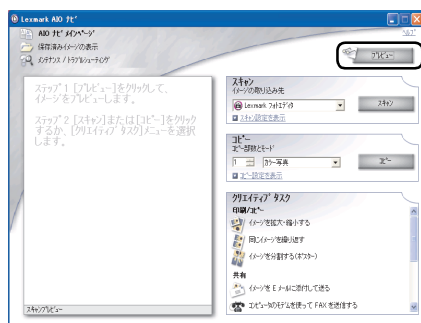 Lexmark AIO ナビ
AIO ナビ メインページ
ヘルプ
保存済みイメージの表示
メンテナンス / トラブルシューティング
プレビュー
ステップ 1 [プレビュー]をクリックして、
イメージをプレビューします。
ステップ 2 [スキャン]または[コピー]をクリック
するか、[クリエイティブ タスク]メニューを選択
します。
スキャンプレビュー
スキャン
イメージの取り込み先
Lexmark フォトエディタ
スキャン
スキャン設定を表示
コピー
コピー部数とモード
1
カラー写真
コピー
コピー設定を表示
クリエイティブ タスク
印刷/コピー
イメージを拡大・縮小する
同じイメージを繰り返す
イメージを分割する(ポスター)
共有
イメージを E メールに添付して送る
コンピュータのモデムを使って FAX を送信する